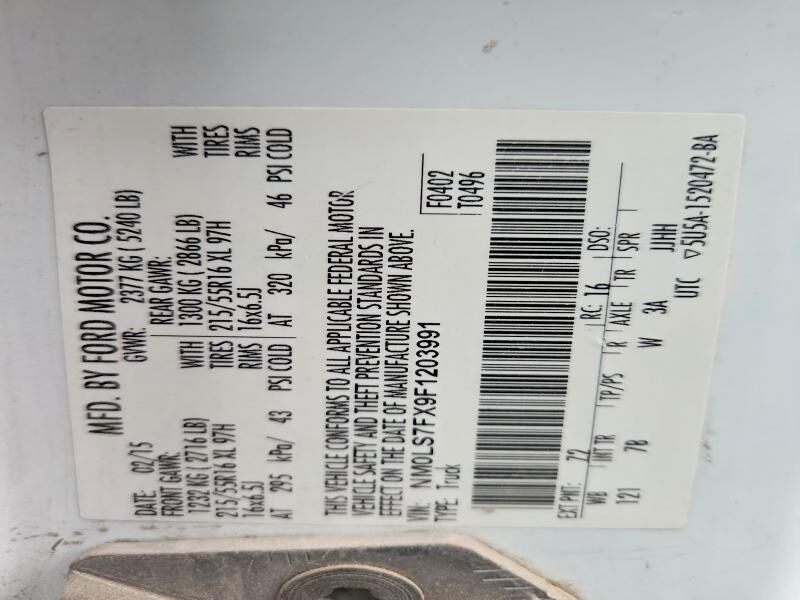 MFD. BY FORD MOTOR CO.
DATE: 02/15 GVWR: 2377 KG ( 5240 LB)
FRONT GAWR: REAR GAWR:
1232 KG ( 2716 LB) WITH 1300 KG ( 2866 LB) WITH
215/55R16 XL 97H TIRES 215/55R16 XL 97H TIRES
16x6.5J RIMS 16x6.5J RIMS
AT 295 kPa/ 43 PSI COLD AT 320 kPa/ 46 PSI COLD
THIS VEHICLE CONFORMS TO ALL APPLICABLE FEDERAL MOTOR
VEHICLE SAFETY AND THEFT PREVENTION STANDARDS IN
EFFECT ON THE DATE OF MANUFACTURE SHOWN ABOVE.
VIN: NM0LS7FX9F1203991 F0402
TYPE: Truck T0496
EXT PNT: 72 RC: 16 DSO:
WB INT TR TP/PS R AXLE TR SPR
121 7B W 3A JJHH
UTC ▽5U5A-1520472-BA